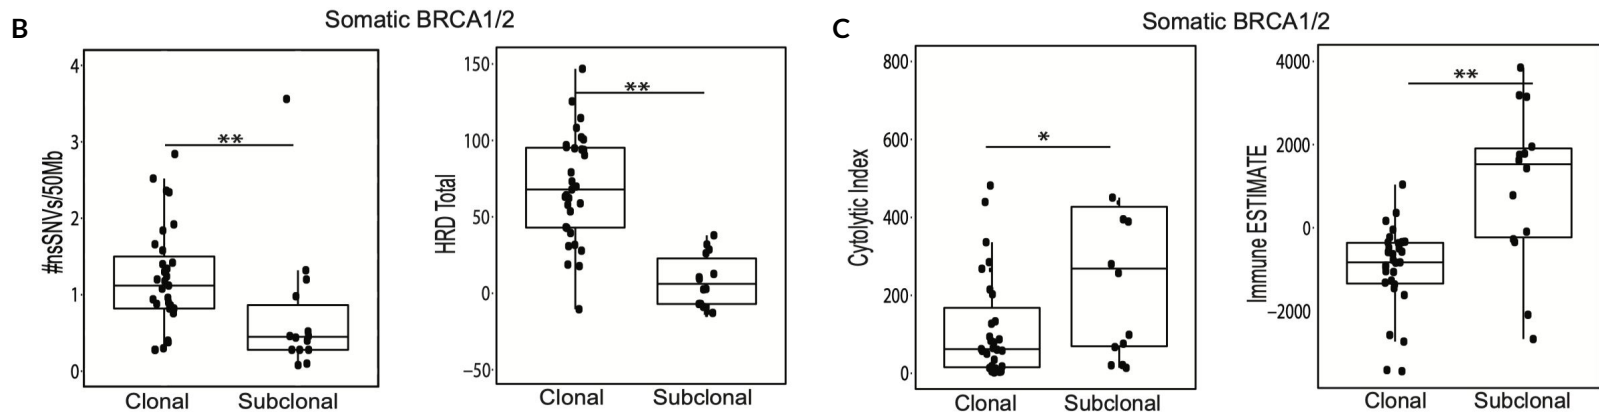 B
Somatic BRCA1/2
#nsSNVs/50Mb
4
3
2
1
0
**
Clonal
Subclonal
HRD Total
150
100
50
0
−50
**
Clonal
Subclonal
C
Somatic BRCA1/2
Cytolytic Index
800
600
400
200
0
*
Clonal
Subclonal
Immune ESTIMATE
4000
2000
0
−2000
**
Clonal
Subclonal